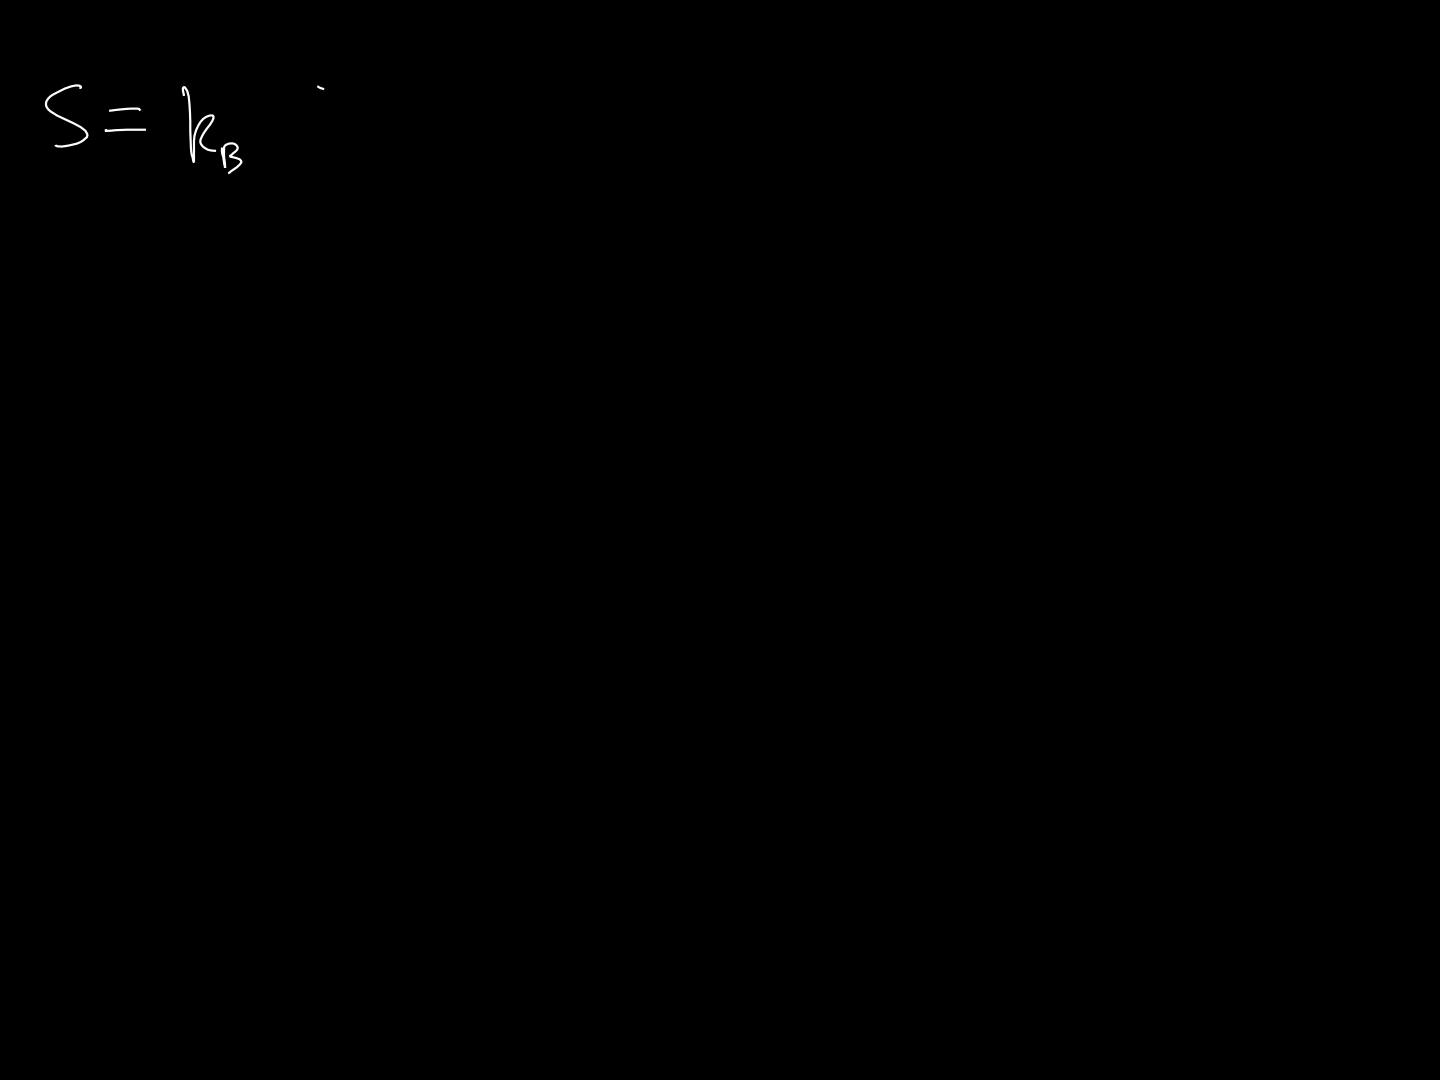 S = k_B